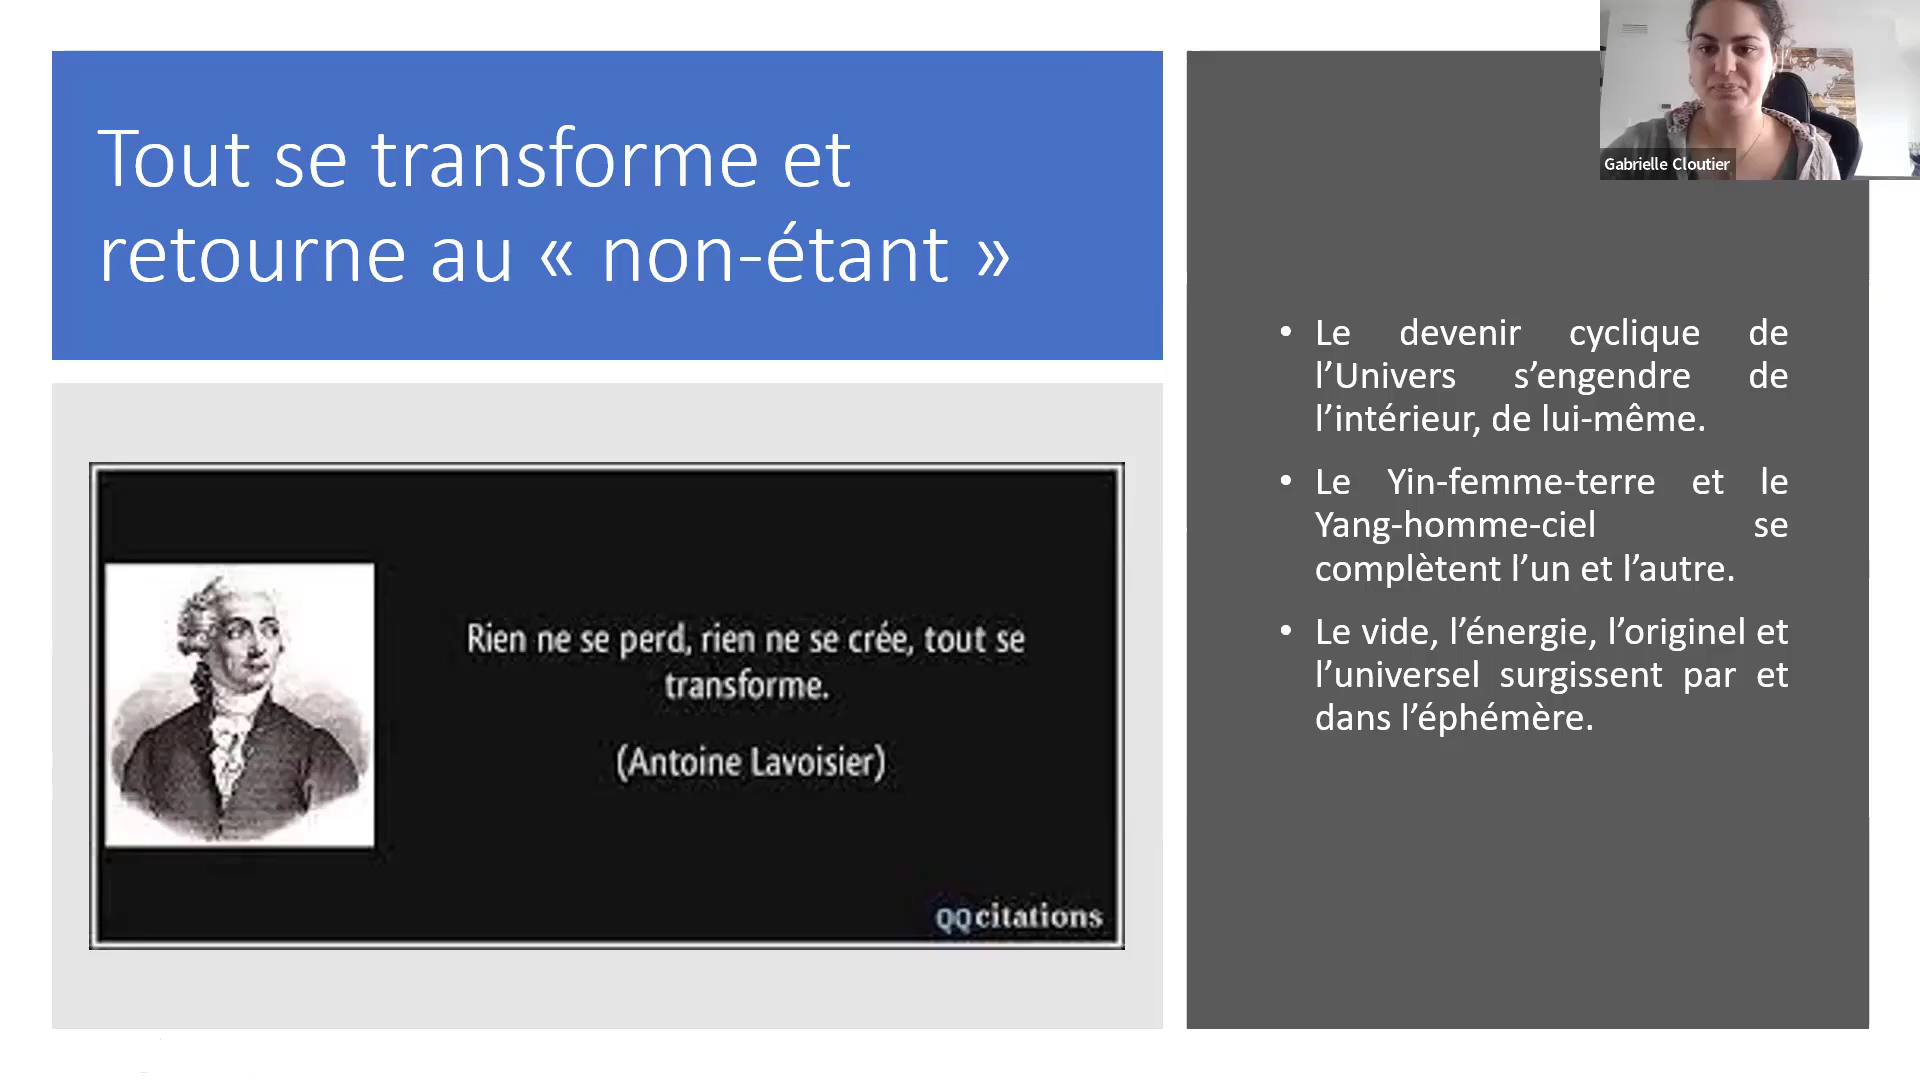 Tout se transforme et
retourne au « non-étant »
Rien ne se perd, rien ne se crée, tout se
transforme.
(Antoine Lavoisier)
QQcitations
Gabrielle Cloutier
• Le devenir cyclique de
l’Univers s’engendre de
l’intérieur, de lui-même.
• Le Yin-femme-terre et le
Yang-homme-ciel se
complètent l’un et l’autre.
• Le vide, l’énergie, l’originel et
l’universel surgissent par et
dans l’éphémère.